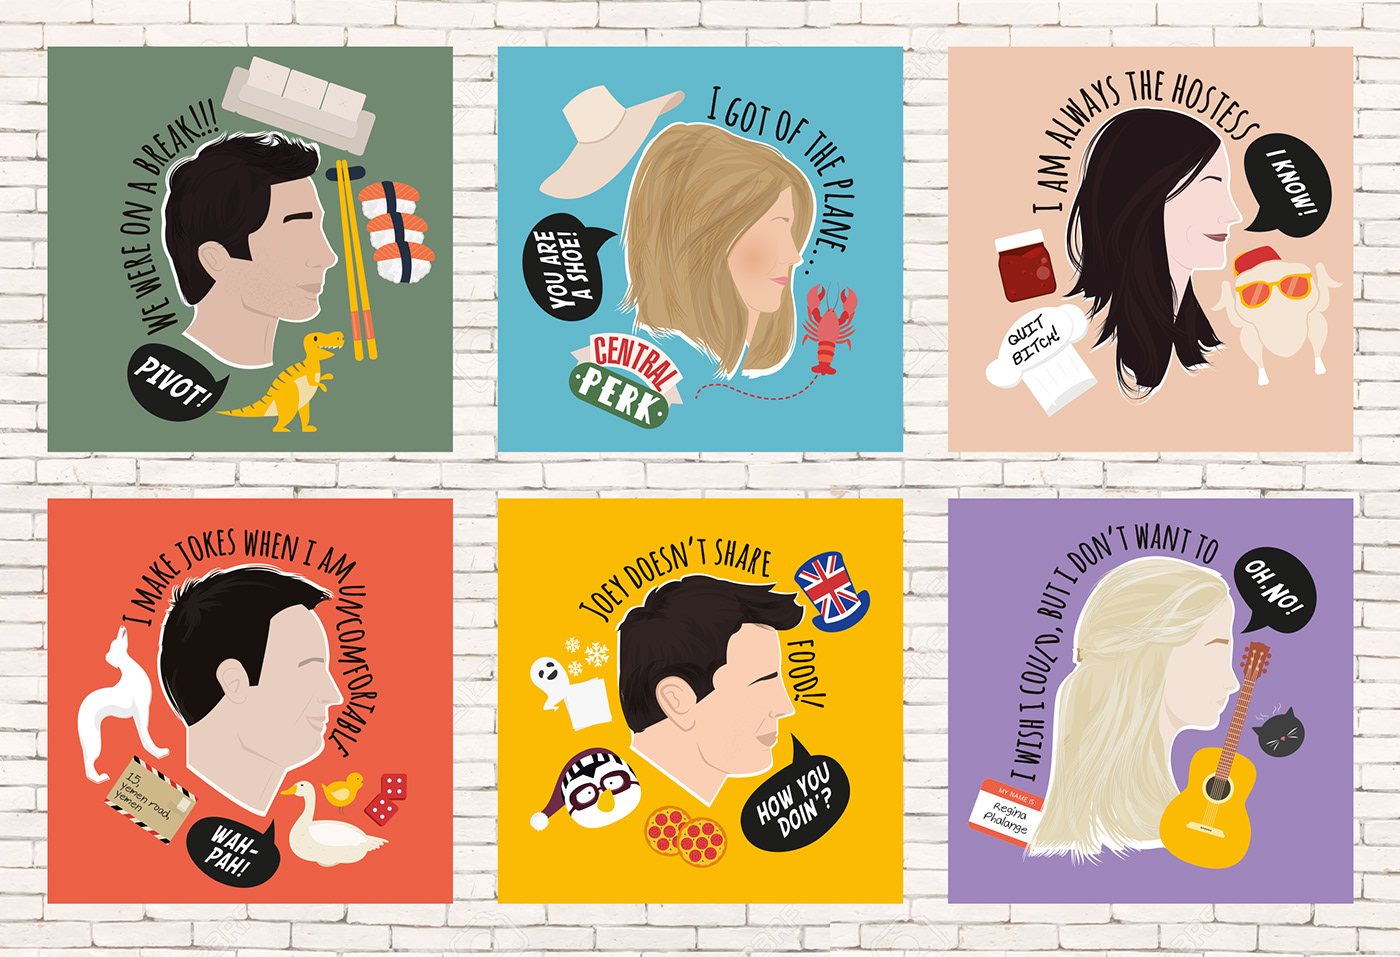 WE WERE ON A BREAK!!!
PIVOT!
I GOT OF THE PLANE...
YOU ARE
A SHOE!
CENTRAL
PERK
I AM ALWAYS THE HOSTESS
I KNOW!
QUIT
BITCH!
I MAKE JOKES WHEN I AM UNCOMFORTABLE
15,
yemen road,
yemen
WAH-
PAH!
JOEY DOESN'T SHARE FOOD!!
HOW YOU
DOIN'?
I WISH I COULD, BUT I DON'T WANT TO
OH, NO!
MY NAME IS:
Regina
Phalange